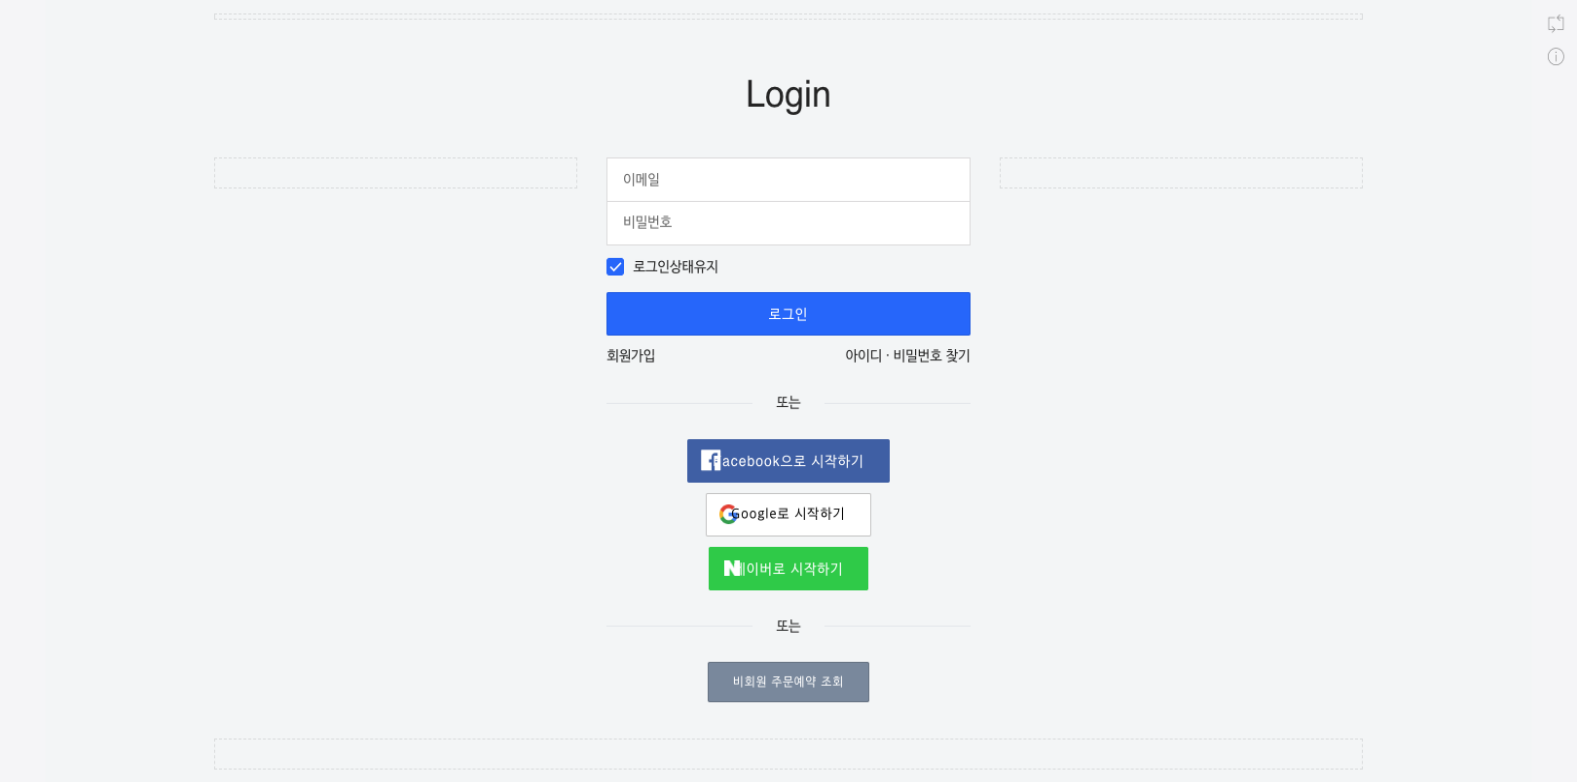 Login
이메일
비밀번호
로그인상태유지
로그인
회원가입
아이디 · 비밀번호 찾기
또는
facebook으로 시작하기
Google로 시작하기
네이버로 시작하기
또는
비회원 주문예약 조회